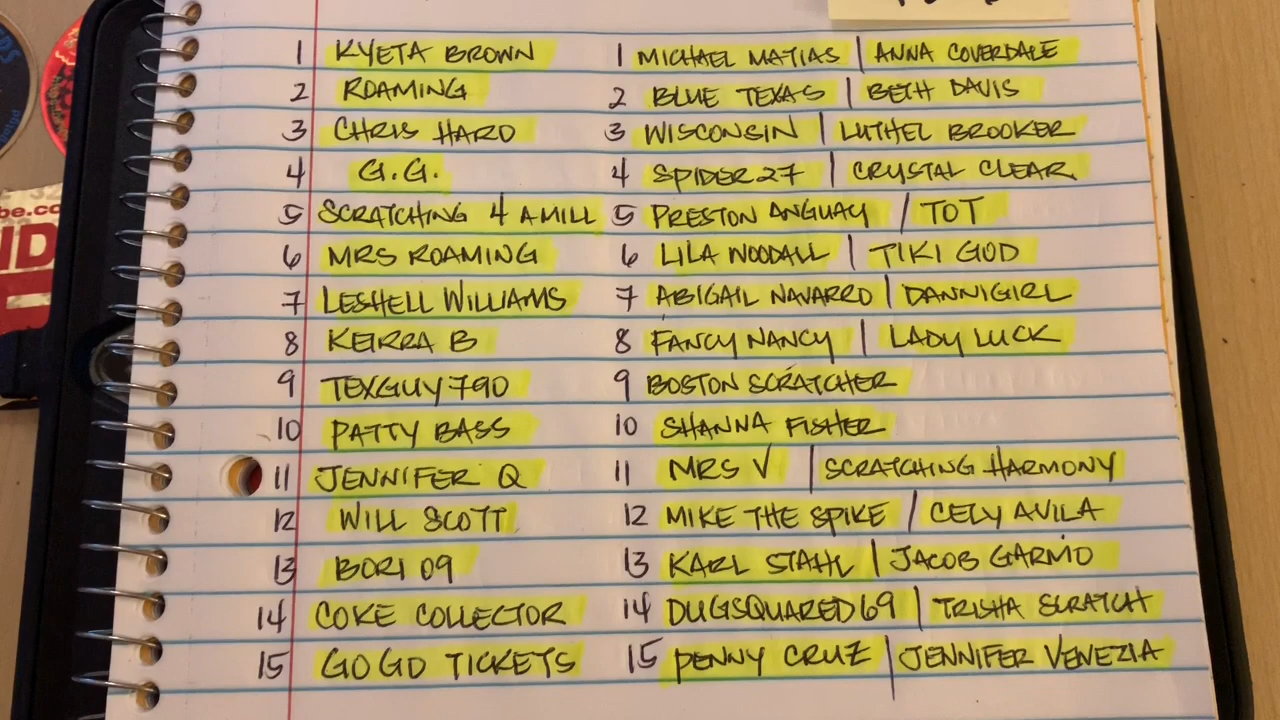 1 KYETA BROWN 1 MICHAEL MATIAS | ANNA COVERDALE
2 ROAMING 2 BLUE TEXAS | BETH DAVIS
3 CHRIS HARD 3 WISCONSIN | LUTHEL BROOKER
4 G.G. 4 SPIDER27 | CRYSTAL CLEAR
5 SCRATCHING 4 A MILL 5 PRESTON ANGUAY | TOT
6 MRS ROAMING 6 LILA WOODALL | TIKI GOD
7 LESHELL WILLIAMS 7 ABIGAIL NAVARRO | DANNIGIRL
8 KEIRRA B 8 FANCY NANCY | LADY LUCK
9 TEXGUY790 9 BOSTON SCRATCHER
10 PATTY BASS 10 SHANNA FISHER
11 JENNIFER Q 11 MRS V | SCRATCHING HARMONY
12 WILL SCOTT 12 MIKE THE SPIKE | CELY AVILA
13 BORI 09 13 KARL STAHL | JACOB GARMO
14 COKE COLLECTOR 14 DUGSQUARED69 | TRISHA SCRATCH
15 GOGO TICKETS 15 PENNY CRUZ | JENNIFER VENEZIA